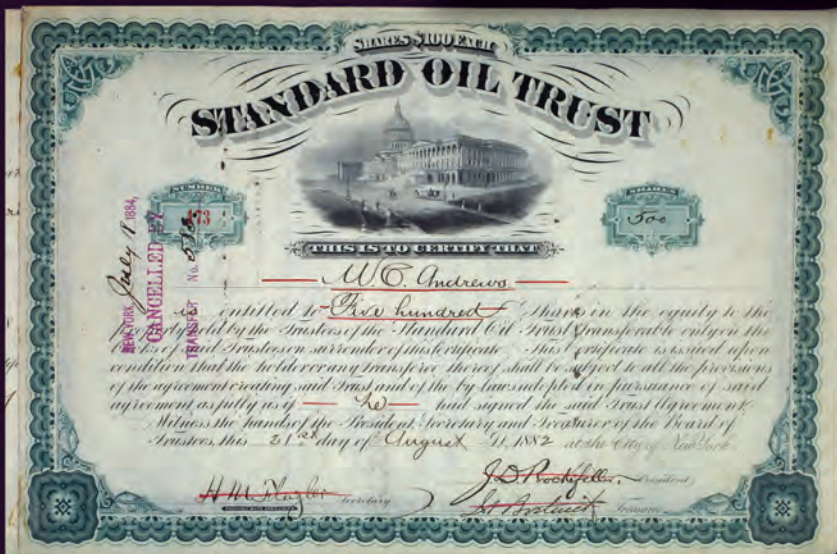 SHARES $100 EACH
STANDARD OIL TRUST
NUMBER
173
SHARES
500
NEW YORK July 1884,
CANCELLED BY
TRANSFER No.
THIS IS TO CERTIFY THAT
W.C. Andrews
is entitled to Five hundred Shares in the equity to the
property held by the Trustees of the Standard Oil Trust transferable only on the
books of said Trustees on surrender of this Certificate. This Certificate is issued upon
condition that the holder or any transferee thereof shall be subject to all the provisions
of the agreement creating said Trust and of the by-laws adopted in pursuance of said
agreement as fully as if he had signed the said Trust Agreement.
Witness the hands of the President, Secretary and Treasurer of the Board of
Trustees this 21st day of August 1882 at the City of New York
H M Flagler Secretary
J.D. Rockefeller, President
Treasurer